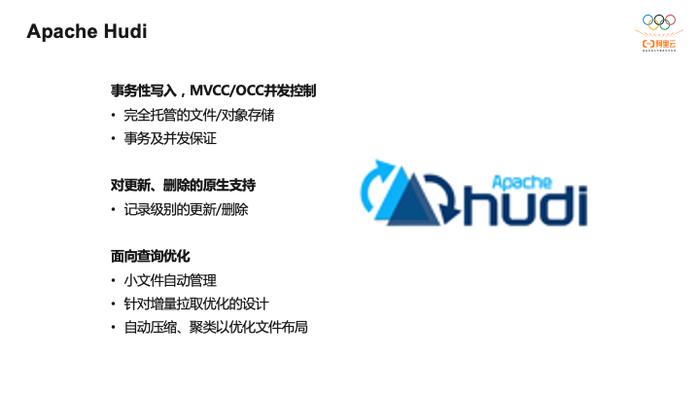 Apache Hudi
阿里云
事务性写入，MVCC/OCC并发控制
• 完全托管的文件/对象存储
• 事务及并发保证
对更新、删除的原生支持
• 记录级别的更新/删除
面向查询优化
• 小文件自动管理
• 针对增量拉取优化的设计
• 自动压缩、聚类以优化文件布局
Apache
hudi